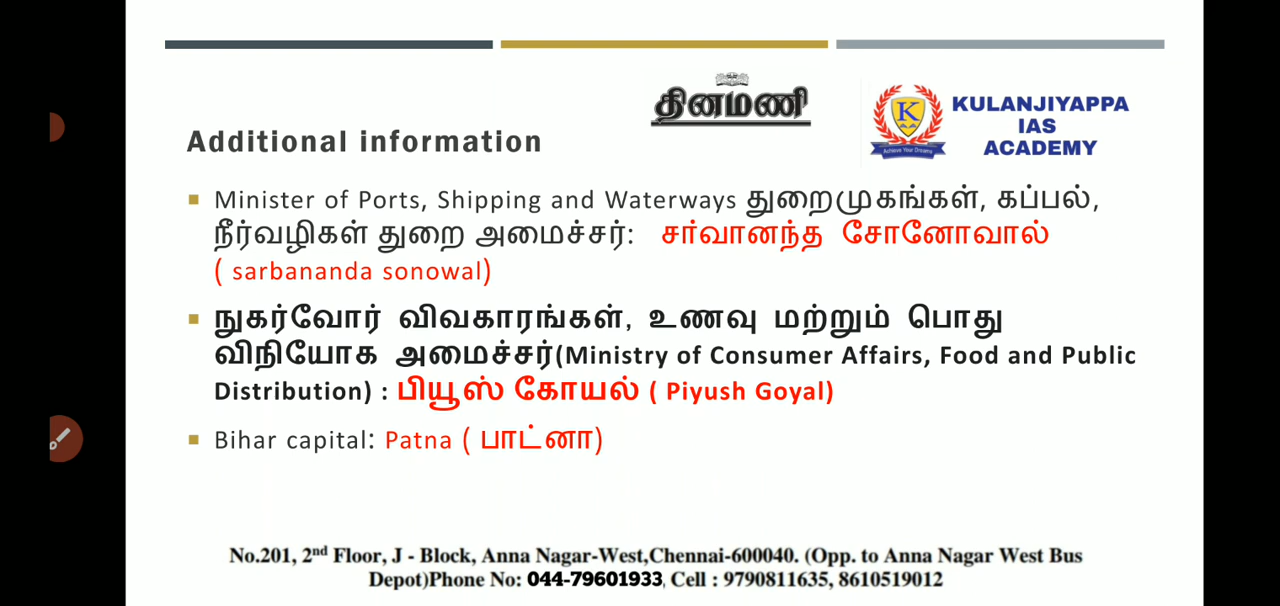 தினமணி
K
Achieve Your Dreams
KULANJIYAPPA
IAS
ACADEMY
Additional information
Minister of Ports, Shipping and Waterways துறைமுகங்கள், கப்பல்,
நீர்வழிகள் துறை அமைச்சர்: சர்வானந்த சோனோவால்
( sarbananda sonowal)
நுகர்வோர் விவகாரங்கள், உணவு மற்றும் பொது
விநியோக அமைச்சர்(Ministry of Consumer Affairs, Food and Public
Distribution) : பியூஸ் கோயல் ( Piyush Goyal)
Bihar capital: Patna ( பாட்னா)
No.201, 2nd Floor, J - Block, Anna Nagar-West,Chennai-600040. (Opp. to Anna Nagar West Bus
Depot)Phone No: 044-79601933, Cell : 9790811635, 8610519012